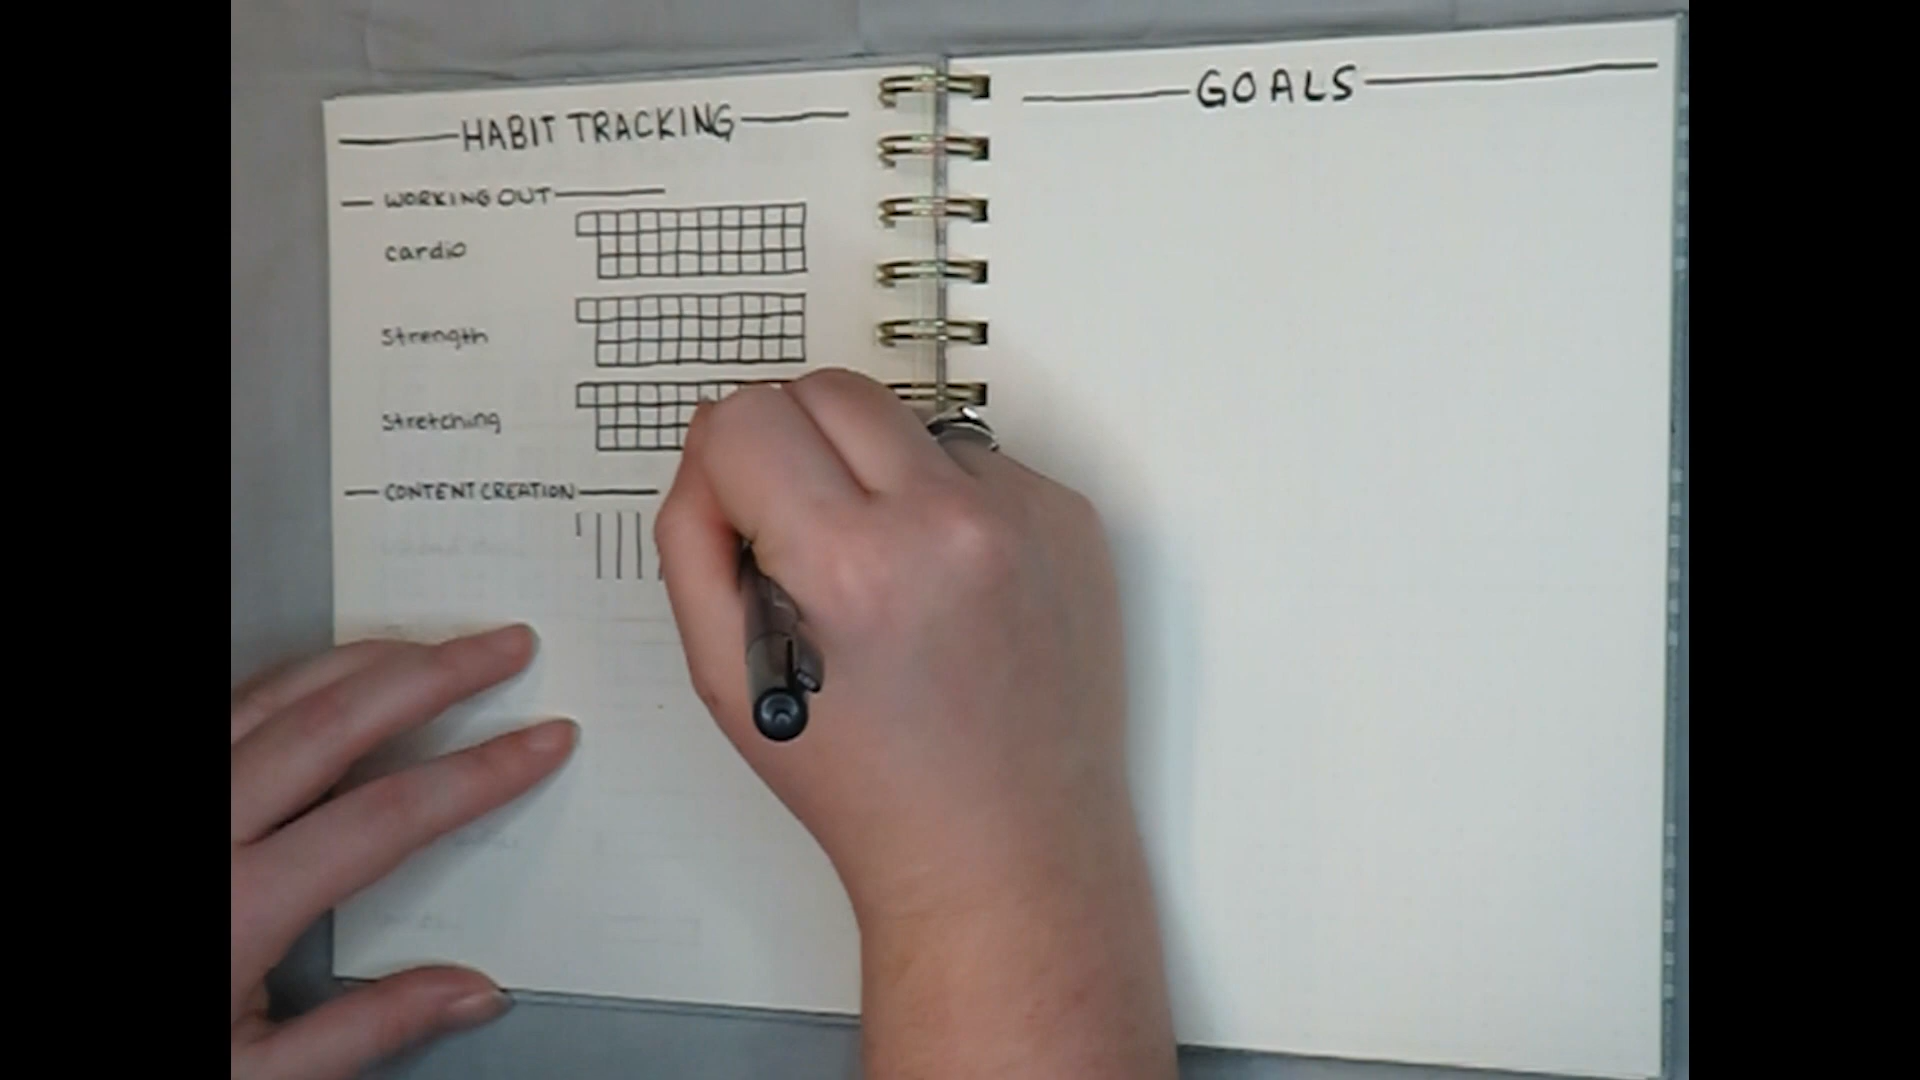 HABIT TRACKING
WORKING OUT
cardio
Strength
Stretching
CONTENT CREATION
GOALS